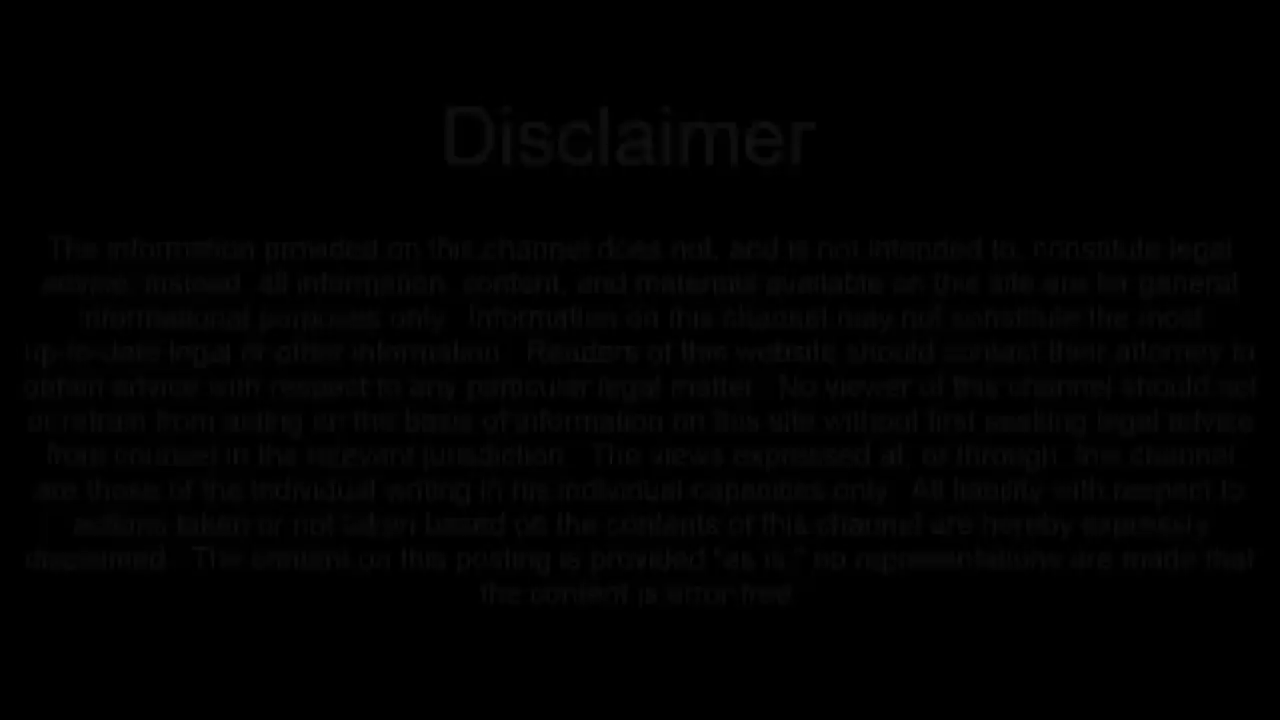 Disclaimer
The information provided on this channel does not, and is not intended to, constitute legal
advice; instead, all information, content, and materials available on this site are for general
informational purposes only. Information on this channel may not constitute the most
up-to-date legal or other information. Readers of this website should contact their attorney to
obtain advice with respect to any particular legal matter. No viewer of this channel should not
or refrain from acting on the basis of information on this site without first seeking legal advice
from counsel in the relevant jurisdiction. The views expressed at, or through, this channel
are those of the individual writing in his individual capacities only. All liability with respect to
actions taken or not taken based on the contents of this channel are hereby expressly
disclaimed. The content on this posting is provided "as is;" no representations are made that
the content is error-free